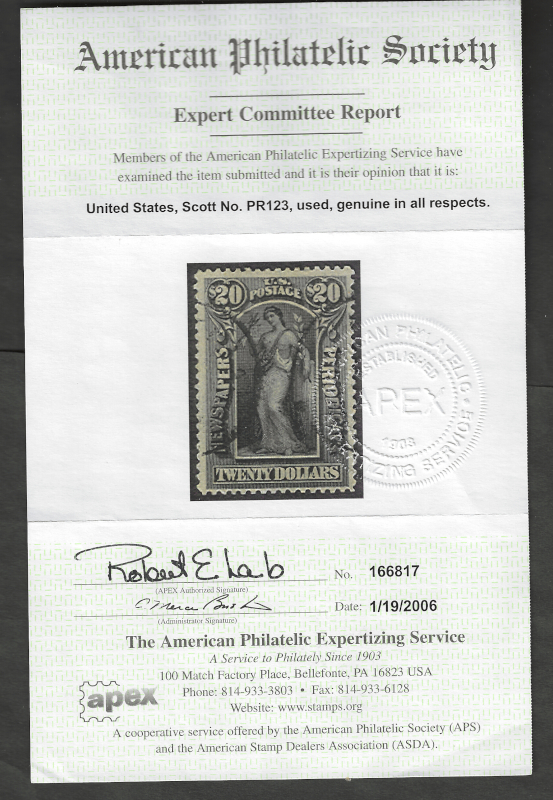 American Philatelic Society
Expert Committee Report
Members of the American Philatelic Expertizing Service have
examined the item submitted and it is their opinion that it is:
United States, Scott No. PR123, used, genuine in all respects.
U.S.
$20 POSTAGE $20
NEWSPAPERS
PERIODICALS
TWENTY DOLLARS
ESTABLISHED
APEX
1903
Robert E Lab
(APEX Authorized Signature)
No. 166817
(Administrator Signature)
Date: 1/19/2006
The American Philatelic Expertizing Service
A Service to Philately Since 1903
100 Match Factory Place, Bellefonte, PA 16823 USA
Phone: 814-933-3803 • Fax: 814-933-6128
Website: www.stamps.org
apex
A cooperative service offered by the American Philatelic Society (APS)
and the American Stamp Dealers Association (ASDA).